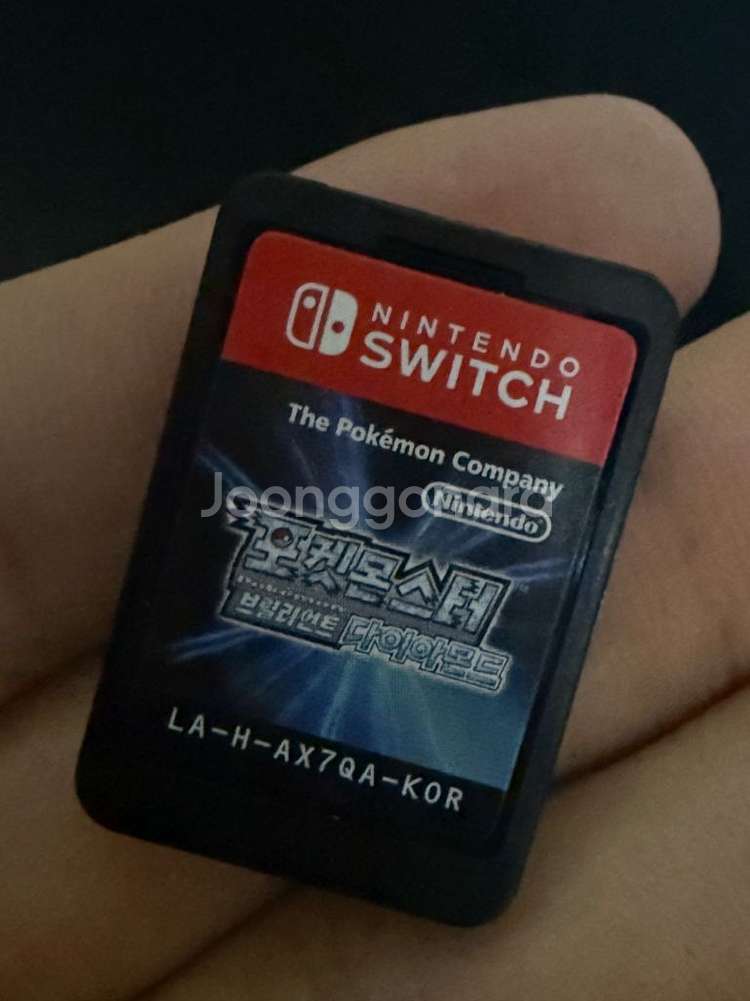 NINTENDO
SWITCH
The Pokémon Company
Nintendo
Joonggonara
포켓몬스터
브릴리언트 다이아몬드
LA-H-AX7QA-KOR